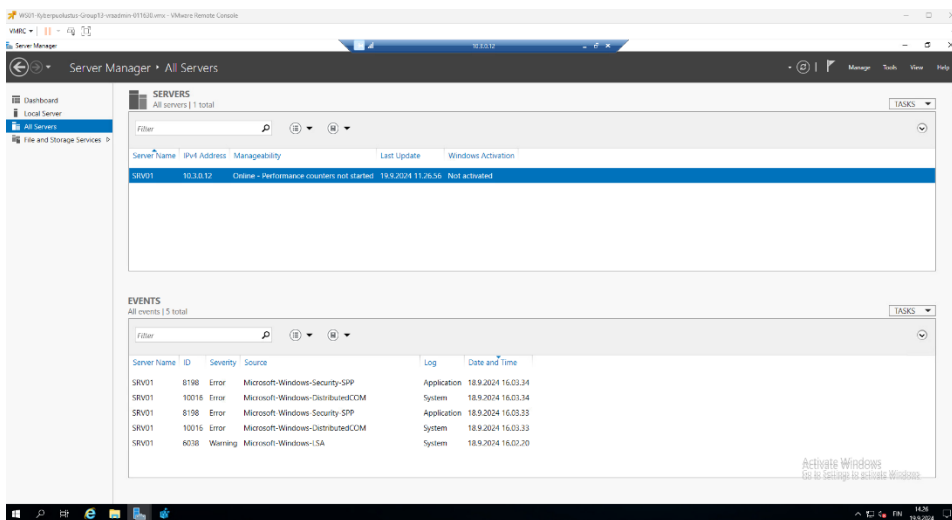 WS01-Kyberpuolustus-Group13-vmadmin-011630.vmx - VMware Remote Console
VMRC
Server Manager
10.3.0.12
Server Manager • All Servers
Manage Tools View Help
Dashboard
Local Server
All Servers
File and Storage Services
SERVERS
All servers | 1 total
TASKS
Filter
Server Name IPv4 Address Manageability Last Update Windows Activation
SRV01 10.3.0.12 Online - Performance counters not started 19.9.2024 11.26.56 Not activated
EVENTS
All events | 5 total
TASKS
Filter
Server Name ID Severity Source Log Date and Time
SRV01 8198 Error Microsoft-Windows-Security-SPP Application 18.9.2024 16.03.34
SRV01 10016 Error Microsoft-Windows-DistributedCOM System 18.9.2024 16.03.34
SRV01 8198 Error Microsoft-Windows-Security-SPP Application 18.9.2024 16.03.33
SRV01 10016 Error Microsoft-Windows-DistributedCOM System 18.9.2024 16.03.33
SRV01 6038 Warning Microsoft-Windows-LSA System 18.9.2024 16.02.20
Activate Windows
Go to Settings to activate Windows.
FIN 14.26
19.9.2024